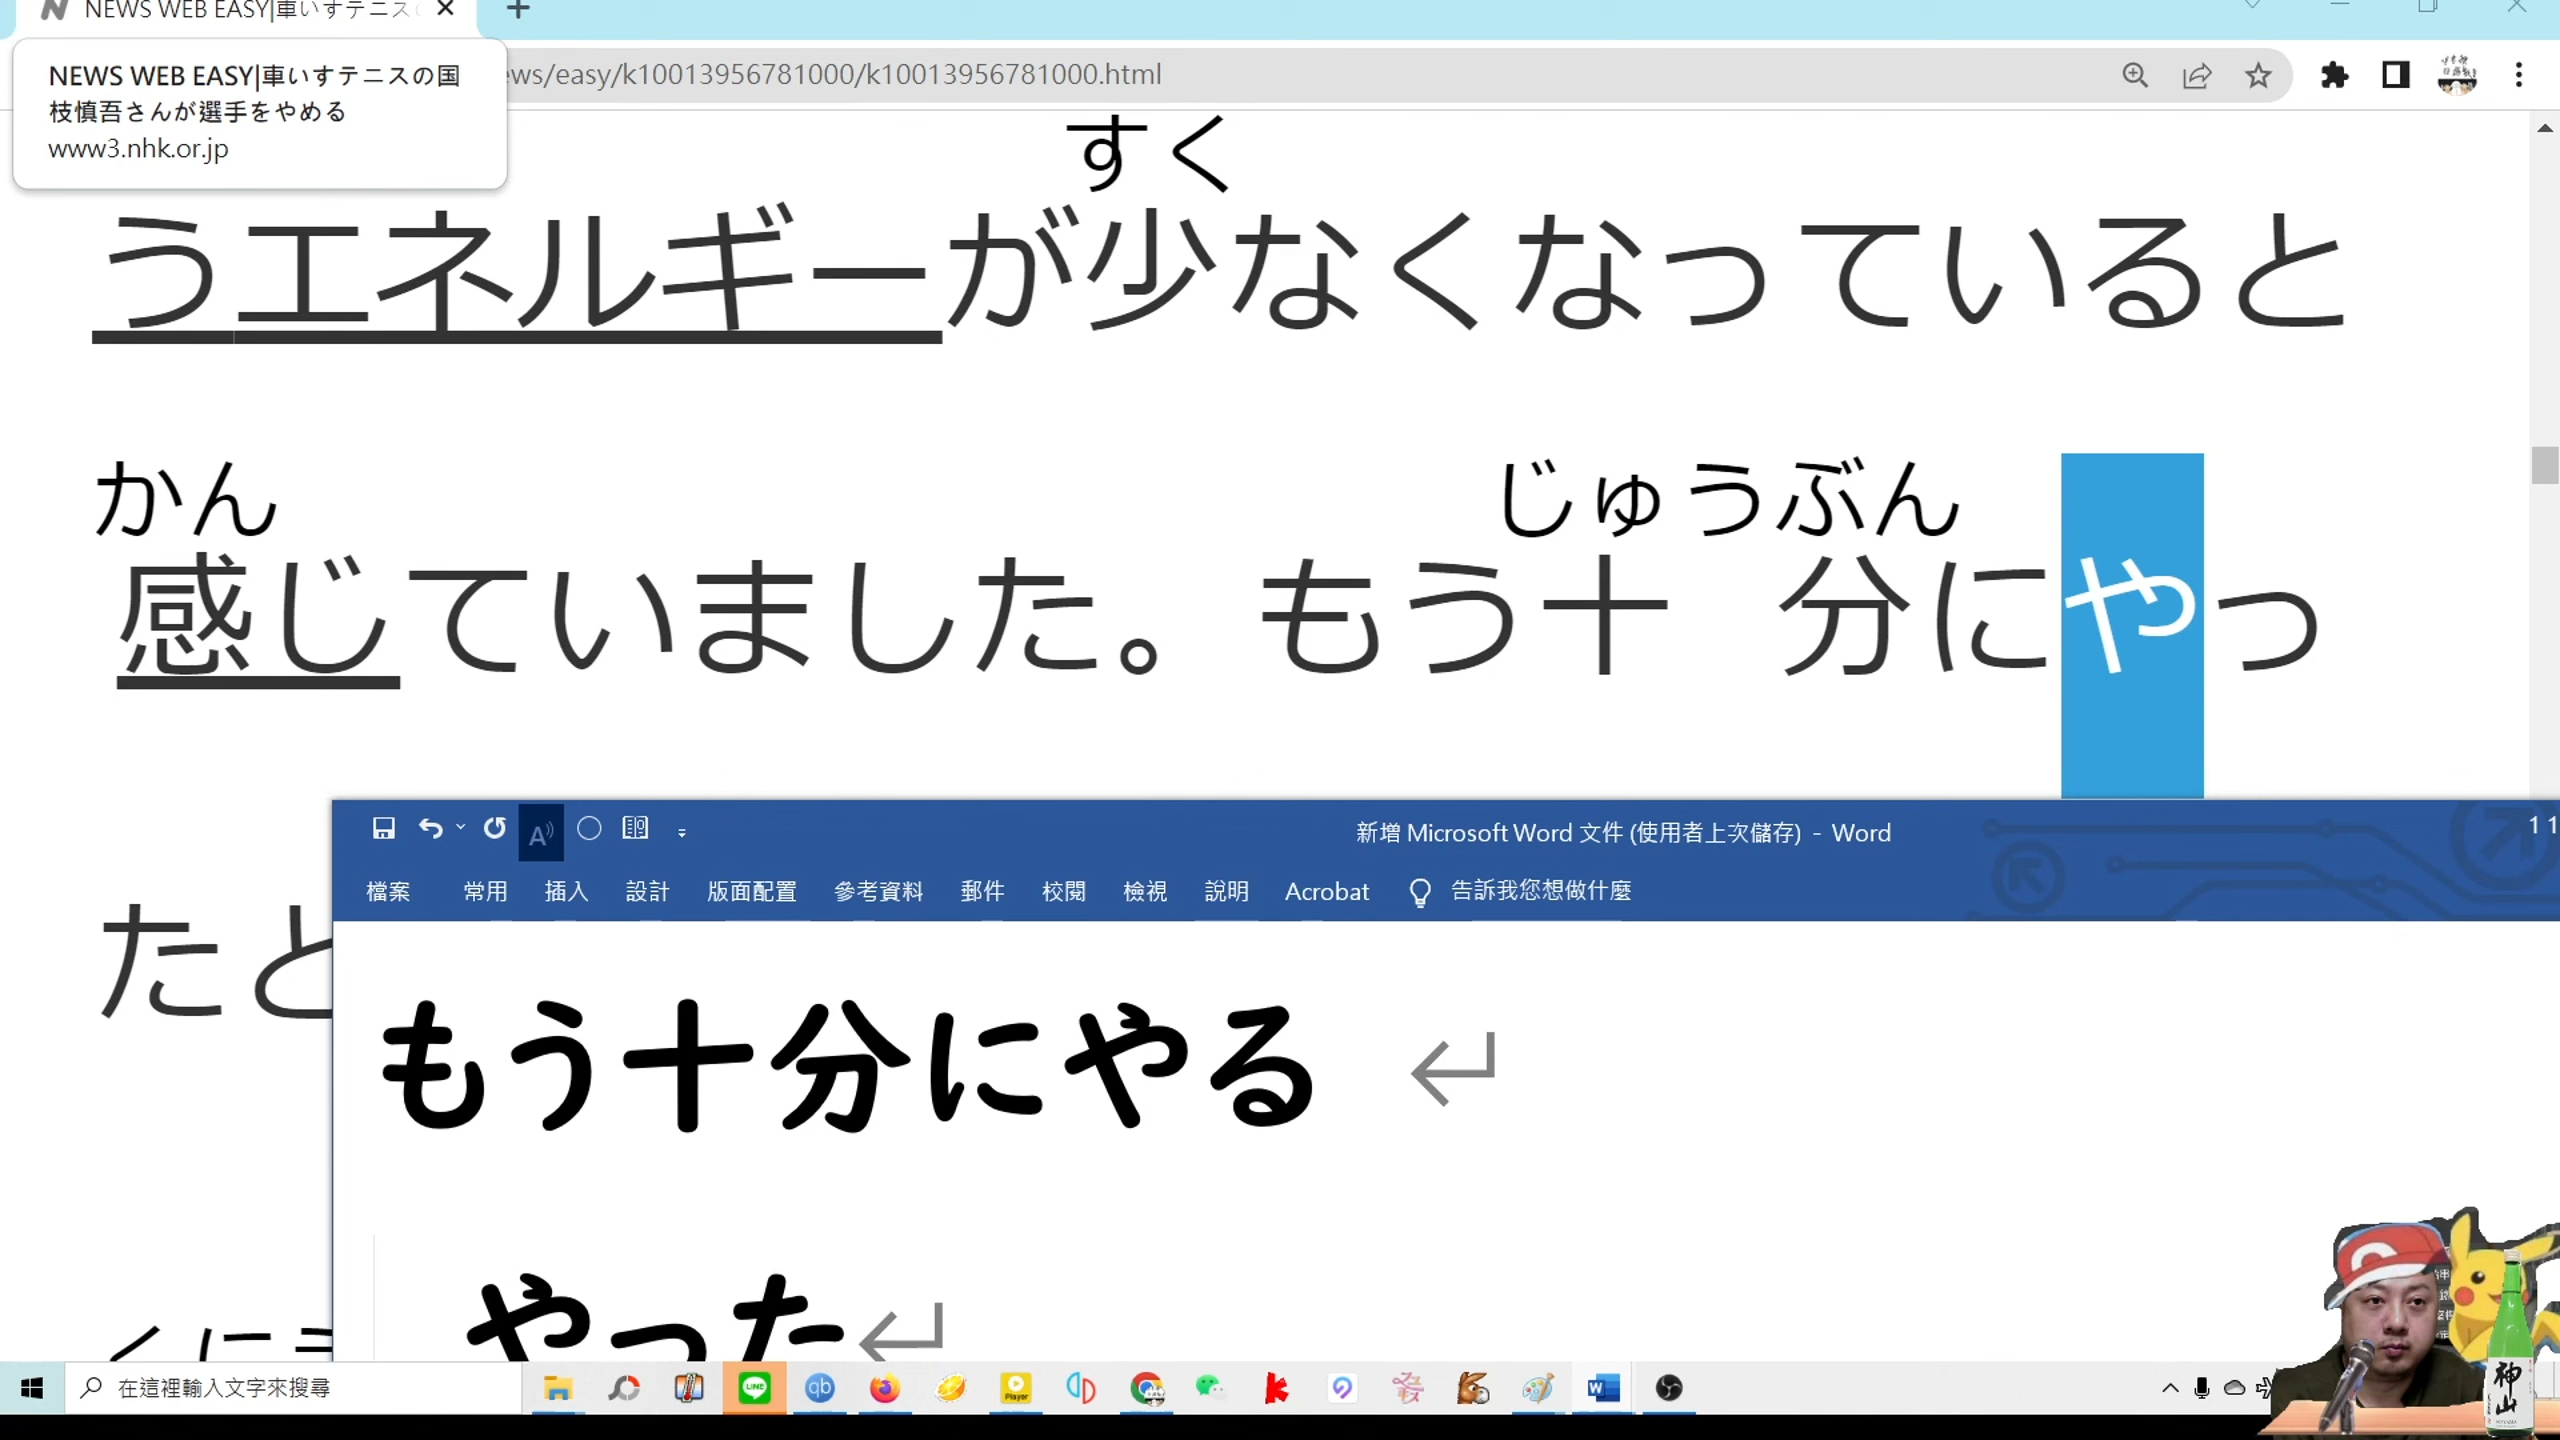 NEWS WEB EASY|車いすテニス
NEWS WEB EASY|車いすテニスの国
枝慎吾さんが選手をやめる
www3.nhk.or.jp
ws/easy/k10013956781000/k10013956781000.html
すく
うエネルギーが少なくなっていると
かん じゅうぶん
感じていました。もう十分にやっ
たと
新增 Microsoft Word 文件 (使用者上次儲存) - Word
11
檔案 常用 插入 設計 版面配置 參考資料 郵件 校閱 檢視 說明 Acrobat 告訴我您想做什麼
もう十分にやる
やった
在這裡輸入文字來搜尋
LINE
qb
Player
神山